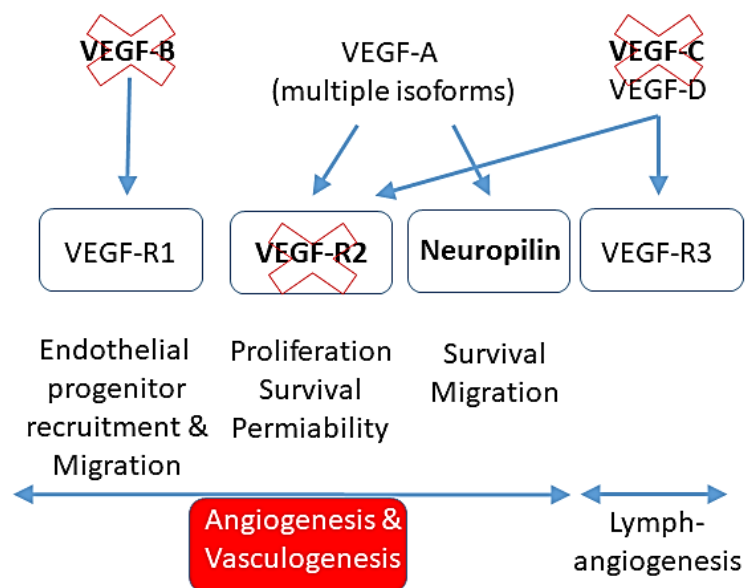 VEGF-B
VEGF-A
(multiple isoforms)
VEGF-C
VEGF-D
VEGF-R1
VEGF-R2
Neuropilin
VEGF-R3
Endothelial
progenitor
recruitment &
Migration
Proliferation
Survival
Permiability
Survival
Migration
Angiogenesis &
Vasculogenesis
Lymph-
angiogenesis